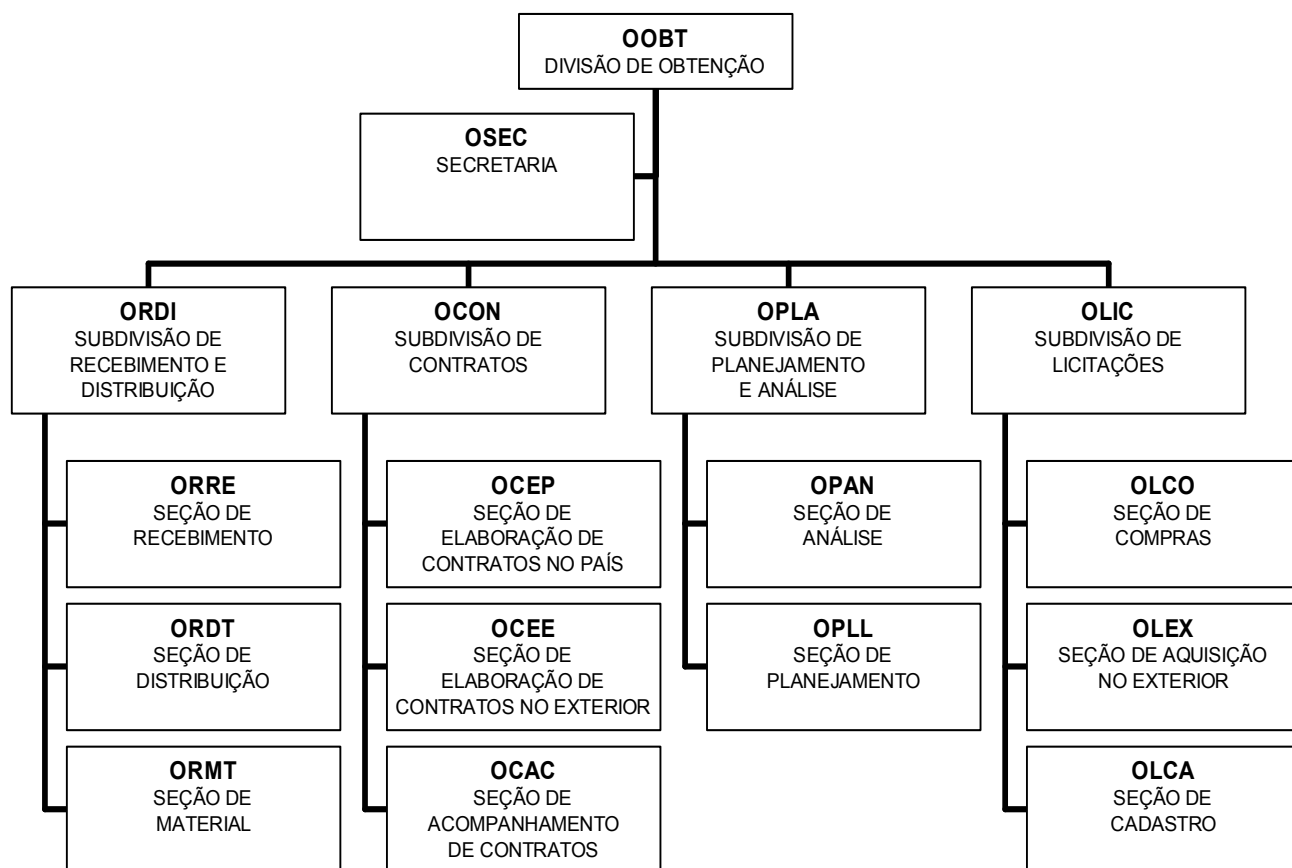 OOBT
DIVISÃO DE OBTENÇÃO
OSEC
SECRETARIA
ORDI
SUBDIVISÃO DE
RECEBIMENTO E
DISTRIBUIÇÃO
OCON
SUBDIVISÃO DE
CONTRATOS
OPLA
SUBDIVISÃO DE
PLANEJAMENTO
E ANÁLISE
OLIC
SUBDIVISÃO DE
LICITAÇÕES
ORRE
SEÇÃO DE
RECEBIMENTO
OCEP
SEÇÃO DE
ELABORAÇÃO DE
CONTRATOS NO PAÍS
OPAN
SEÇÃO DE
ANÁLISE
OLCO
SEÇÃO DE
COMPRAS
ORDT
SEÇÃO DE
DISTRIBUIÇÃO
OCEE
SEÇÃO DE
ELABORAÇÃO DE
CONTRATOS NO EXTERIOR
OPLL
SEÇÃO DE
PLANEJAMENTO
OLEX
SEÇÃO DE AQUISIÇÃO
NO EXTERIOR
ORMT
SEÇÃO DE
MATERIAL
OCAC
SEÇÃO DE
ACOMPANHAMENTO
DE CONTRATOS
OLCA
SEÇÃO DE
CADASTRO